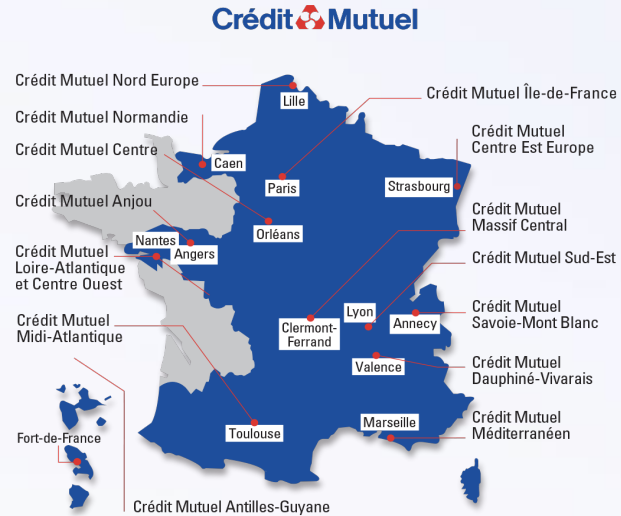 Crédit Mutuel
Crédit Mutuel Nord Europe
Lille
Crédit Mutuel Île-de-France
Crédit Mutuel Normandie
Crédit Mutuel
Centre Est Europe
Crédit Mutuel Centre
Caen
Paris
Strasbourg
Crédit Mutuel Anjou
Crédit Mutuel
Massif Central
Orléans
Nantes
Angers
Crédit Mutuel
Loire-Atlantique
et Centre Ouest
Crédit Mutuel Sud-Est
Crédit Mutuel
Midi-Atlantique
Lyon
Clermont-
Ferrand
Annecy
Crédit Mutuel
Savoie-Mont Blanc
Valence
Crédit Mutuel
Dauphiné-Vivarais
Marseille
Crédit Mutuel
Méditerranéen
Toulouse
Fort-de-France
Crédit Mutuel Antilles-Guyane